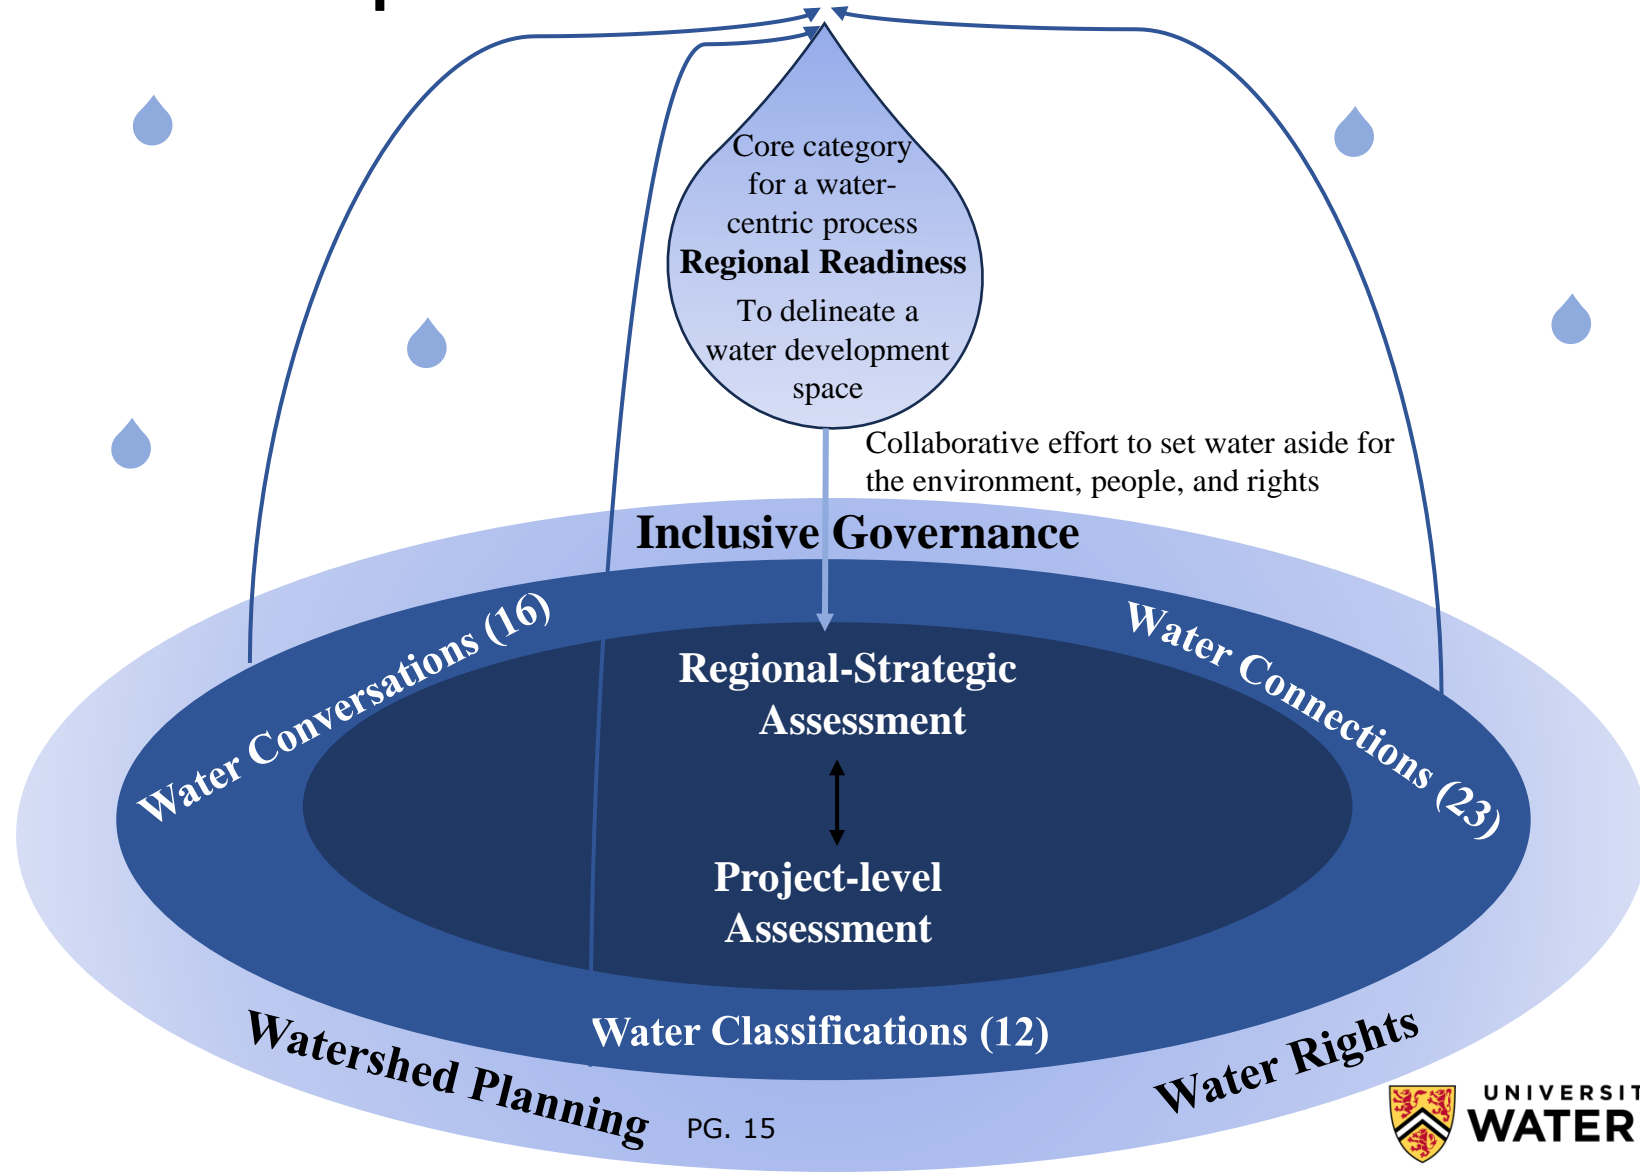 Core category
for a water-
centric process
Regional Readiness
To delineate a
water development
space
Collaborative effort to set water aside for
the environment, people, and rights
Inclusive Governance
Water Conversations (16)
Water Connections (23)
Regional-Strategic
Assessment
Project-level
Assessment
Water Classifications (12)
Watershed Planning
Water Rights
PG. 15
UNIVERSIT
WATER